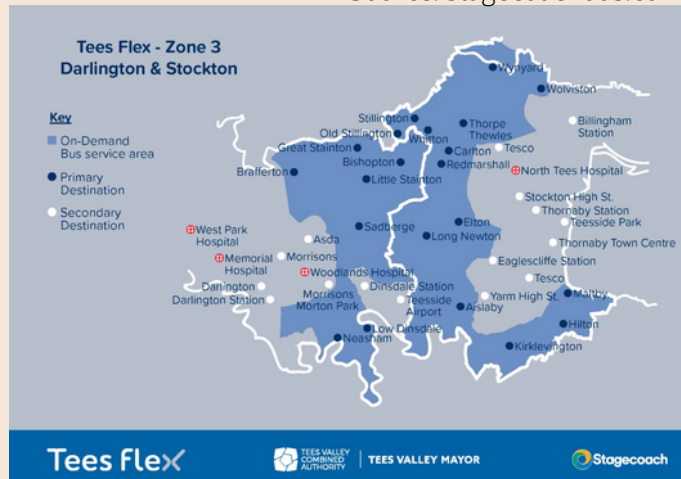 Tees Flex - Zone 3
Darlington & Stockton
Key
On-Demand
Bus service area
Primary
Destination
Secondary
Destination
Wynyard
Wolviston
Stillington
Old Stillington
Whitton
Thorpe
Thewles
Billingham
Station
Great Stainton
Carlton
Tesco
Bishopton
Redmarshall
North Tees Hospital
Brafferton
Little Stainton
Stockton High St.
Thornaby Station
Teesside Park
West Park
Hospital
Sadberge
Elton
Asda
Long Newton
Thornaby Town Centre
Memorial
Hospital
Morrisons
Eaglescliffe Station
Woodlands Hospital
Darlington
Morrisons
Morton Park
Dinsdale Station
Tesco
Darlington Station
Teesside
Airport
Yarm High St.
Maltby
Aislaby
Low Dinsdale
Hilton
Neasham
Kirklevington
Tees Flex
TEES VALLEY
COMBINED
AUTHORITY
TEES VALLEY MAYOR
Stagecoach